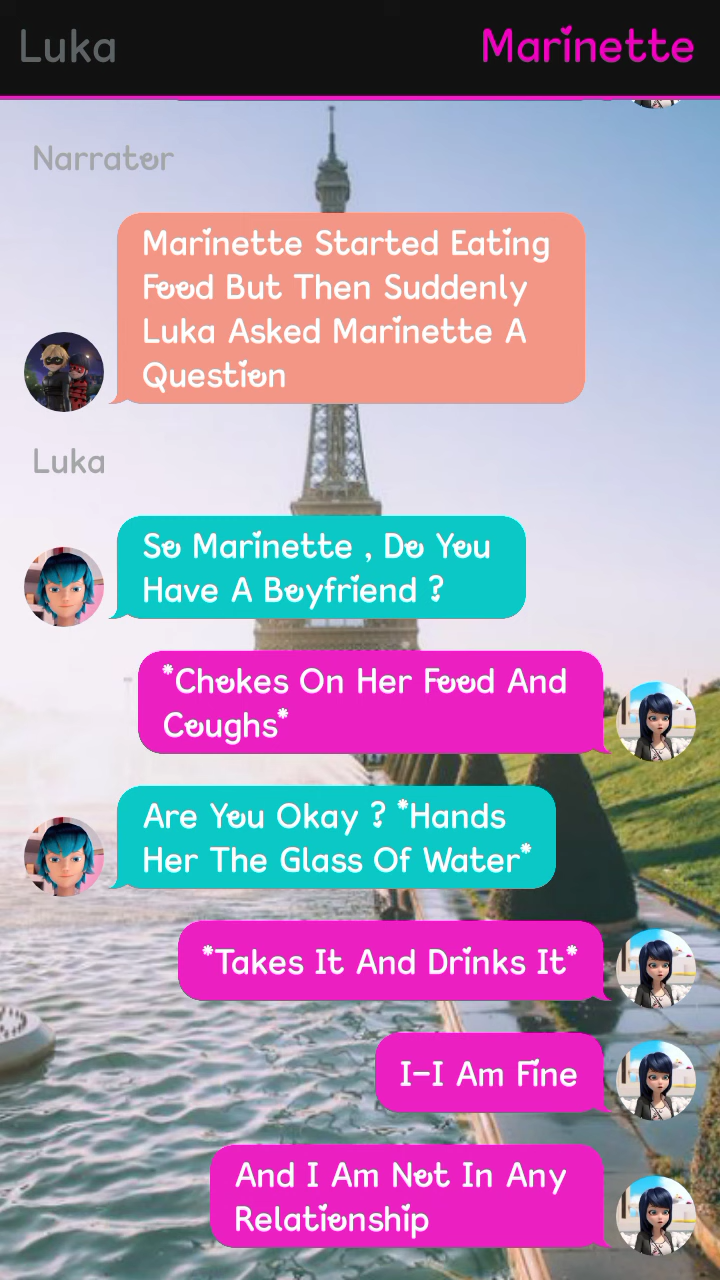 Luka
Marinette
Narrator
Marinette Started Eating
Food But Then Suddenly
Luka Asked Marinette A
Question
Luka
So Marinette , Do You
Have A Boyfriend ?
*Chokes On Her Food And
Coughs*
Are You Okay ? *Hands
Her The Glass Of Water*
*Takes It And Drinks It*
I-I Am Fine
And I Am Not In Any
Relationship